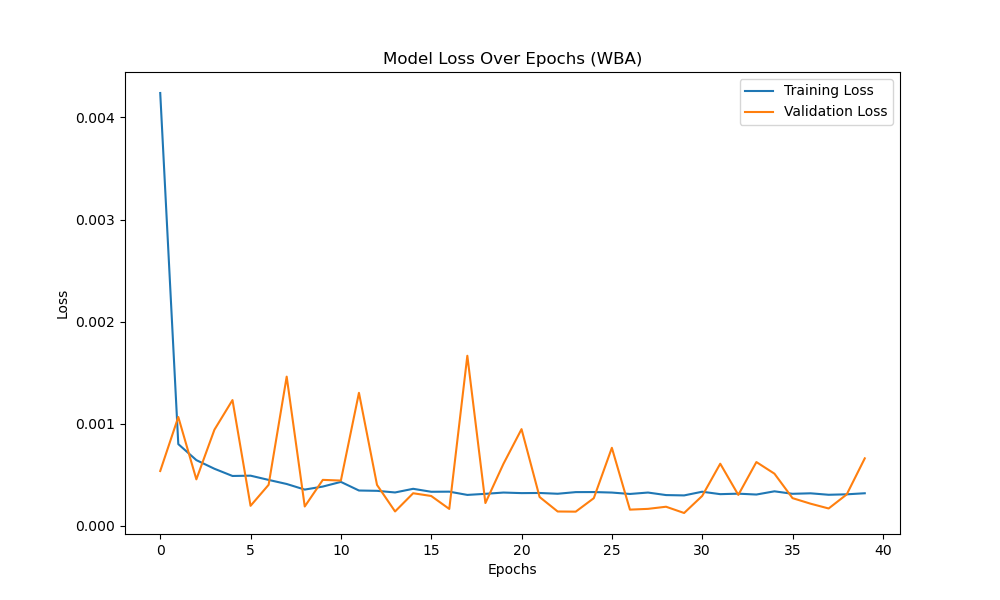 Model Loss Over Epochs (WBA)
Training Loss
Validation Loss
0.004
0.003
0.002
0.001
0.000
Loss
0 5 10 15 20 25 30 35 40
Epochs